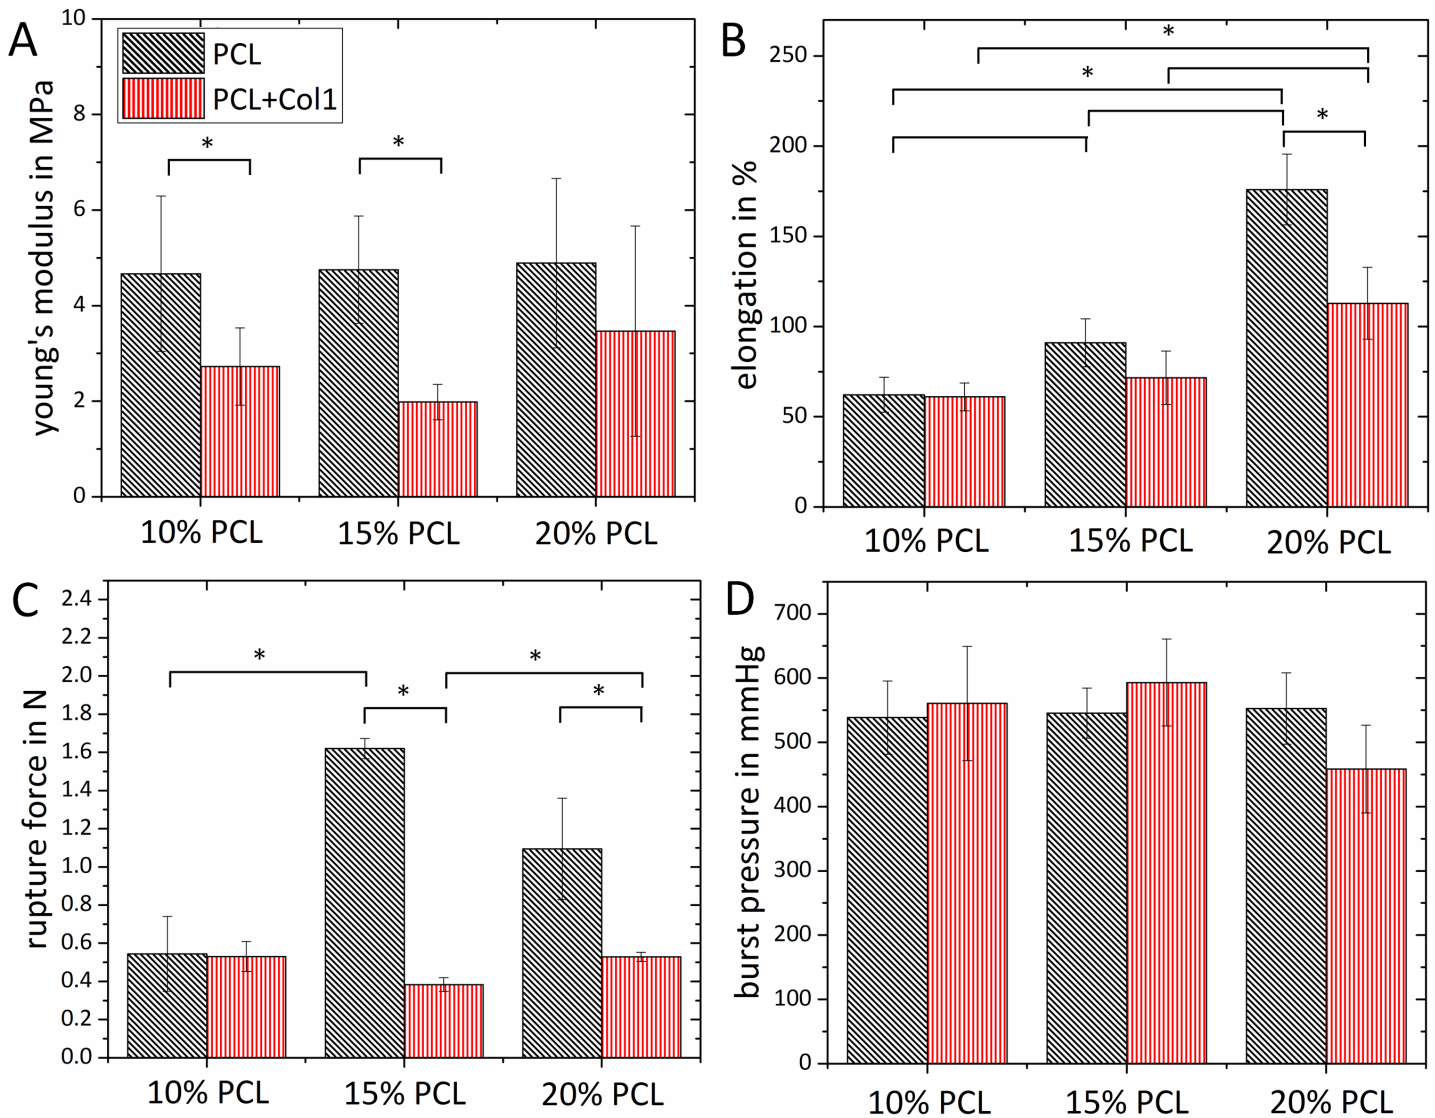 A
young's modulus in MPa
10
8
6
4
2
0
PCL
PCL+Col1
*
*
10% PCL
15% PCL
20% PCL
B
elongation in %
250
200
150
100
50
0
*
*
*
10% PCL
15% PCL
20% PCL
C
rupture force in N
2.4
2.2
2.0
1.8
1.6
1.4
1.2
1.0
0.8
0.6
0.4
0.2
0.0
*
*
*
*
10% PCL
15% PCL
20% PCL
D
burst pressure in mmHg
700
600
500
400
300
200
100
0
10% PCL
15% PCL
20% PCL